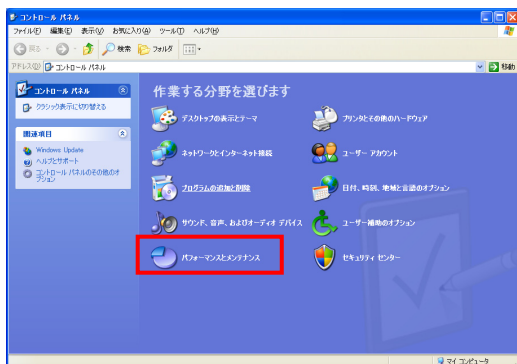 コントロール パネル
ファイル(F) 編集(E) 表示(V) お気に入り(A) ツール(T) ヘルプ(H)
戻る 検索 フォルダ
アドレス(D) コントロール パネル 移動
コントロール パネル
クラシック表示に切り替える
関連項目
Windows Update
ヘルプとサポート
コントロール パネルのその他のオプション
作業する分野を選びます
デスクトップの表示とテーマ
プリンタとその他のハードウェア
ネットワークとインターネット接続
ユーザー アカウント
プログラムの追加と削除
日付、時刻、地域と言語のオプション
サウンド、音声、およびオーディオ デバイス
ユーザー補助のオプション
パフォーマンスとメンテナンス
セキュリティ センター
マイ コンピュータ